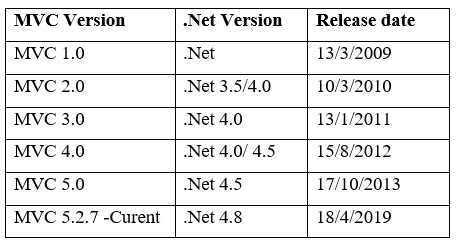 MVC Version .Net Version Release date
MVC 1.0 .Net 13/3/2009
MVC 2.0 .Net 3.5/4.0 10/3/2010
MVC 3.0 .Net 4.0 13/1/2011
MVC 4.0 .Net 4.0/ 4.5 15/8/2012
MVC 5.0 .Net 4.5 17/10/2013
MVC 5.2.7 -Curent .Net 4.8 18/4/2019